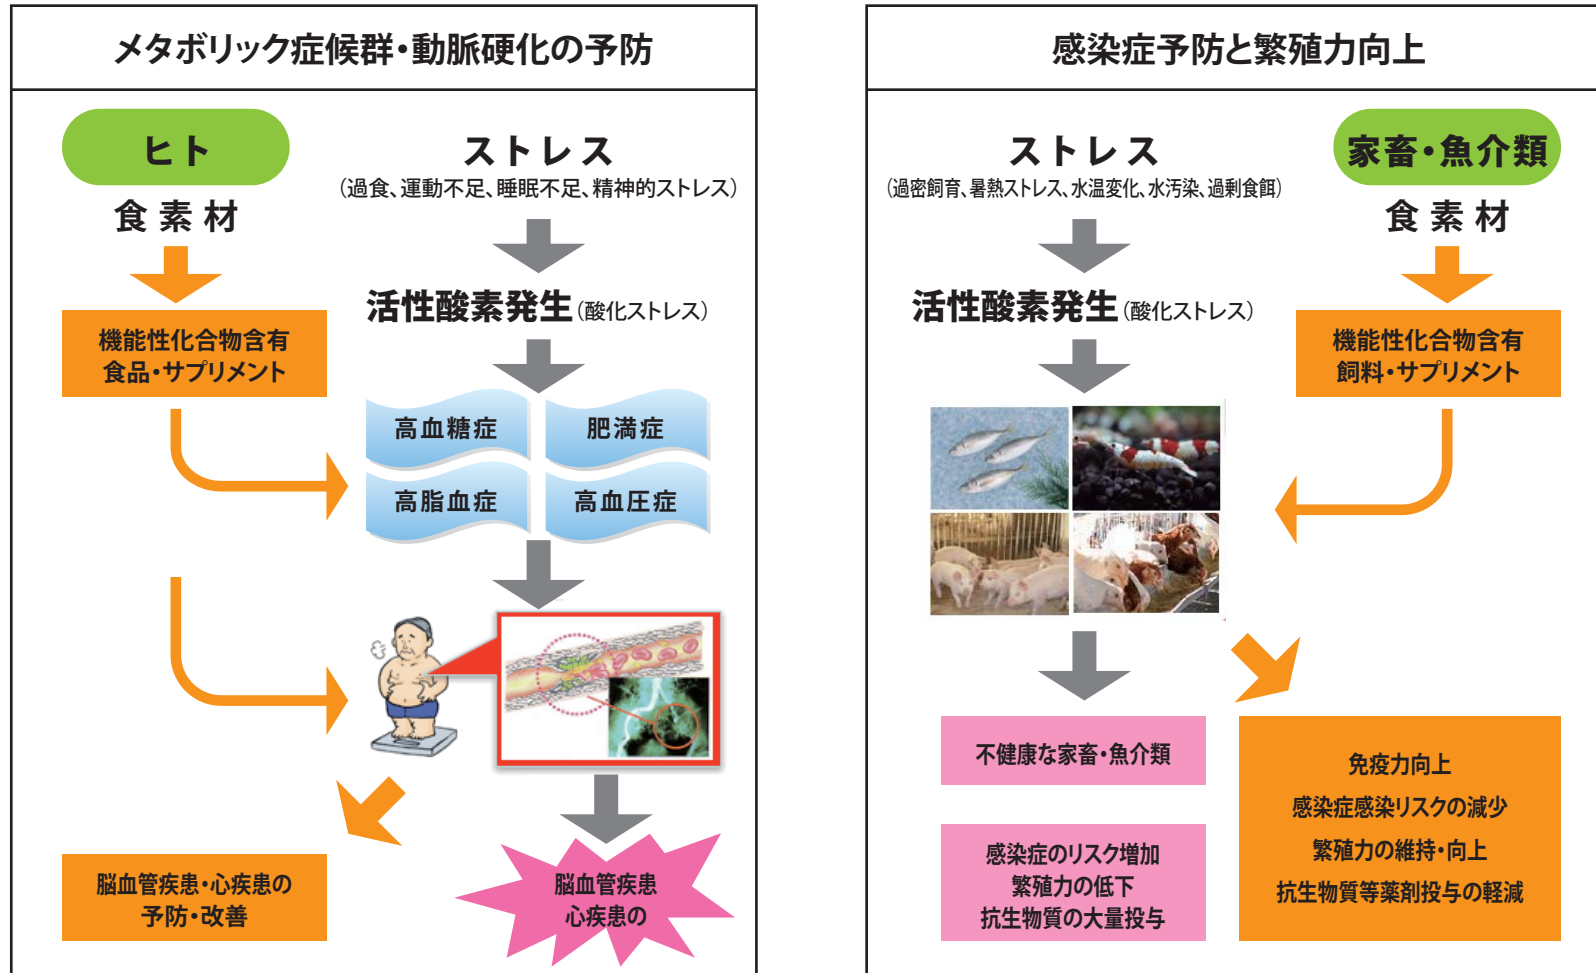 メタボリック症候群・動脈硬化の予防
ヒト
食素材
機能性化合物含有
食品・サプリメント
ストレス
（過食、運動不足、睡眠不足、精神的ストレス）
活性酸素発生（酸化ストレス）
高血糖症
肥満症
高脂血症
高血圧症
脳血管疾患・心疾患の
予防・改善
脳血管疾患
心疾患の
感染症予防と繁殖力向上
ストレス
（過密飼育、暑熱ストレス、水温変化、水汚染、過剰食餌）
活性酸素発生（酸化ストレス）
家畜・魚介類
食素材
機能性化合物含有
飼料・サプリメント
不健康な家畜・魚介類
感染症のリスク増加
繁殖力の低下
抗生物質の大量投与
免疫力向上
感染症感染リスクの減少
繁殖力の維持・向上
抗生物質等薬剤投与の軽減